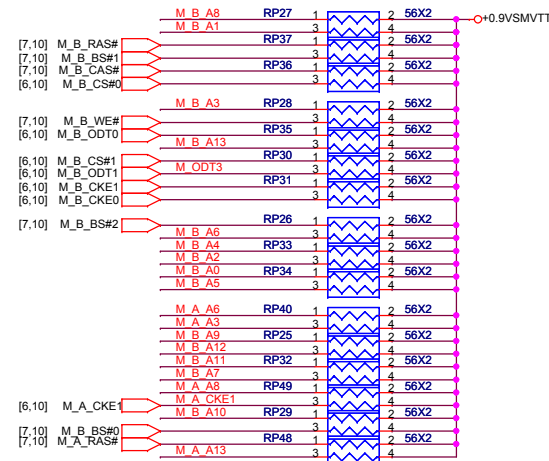 M_B_A8 RP27 1 2 56X2 +0.9VSMVTT
M_B_A1 3 4
[7,10] M_B_RAS# RP37 1 2 56X2
[7,10] M_B_BS#1 3 4
[7,10] M_B_CAS# RP36 1 2 56X2
[6,10] M_B_CS#0 3 4
M_B_A3 RP28 1 2 56X2
[7,10] M_B_WE# 3 4
[6,10] M_B_ODT0 RP35 1 2 56X2
M_B_A13 3 4
[6,10] M_B_CS#1 RP30 1 2 56X2
[6,10] M_B_ODT1 M_ODT3 3 4
[6,10] M_B_CKE1 RP31 1 2 56X2
[6,10] M_B_CKE0 3 4
[7,10] M_B_BS#2 RP26 1 2 56X2
M_B_A6 3 4
M_B_A4 RP33 1 2 56X2
M_B_A2 3 4
M_B_A0 RP34 1 2 56X2
M_B_A5 3 4
M_A_A6 RP40 1 2 56X2
M_A_A3 3 4
M_B_A9 RP25 1 2 56X2
M_B_A12 3 4
M_B_A11 RP32 1 2 56X2
M_B_A7 3 4
M_A_A8 RP49 1 2 56X2
[6,10] M_A_CKE1 M_A_CKE1 3 4
M_B_A10 RP29 1 2 56X2
[7,10] M_B_BS#0 3 4
[7,10] M_A_RAS# RP48 1 2 56X2
M_A_A13 3 4